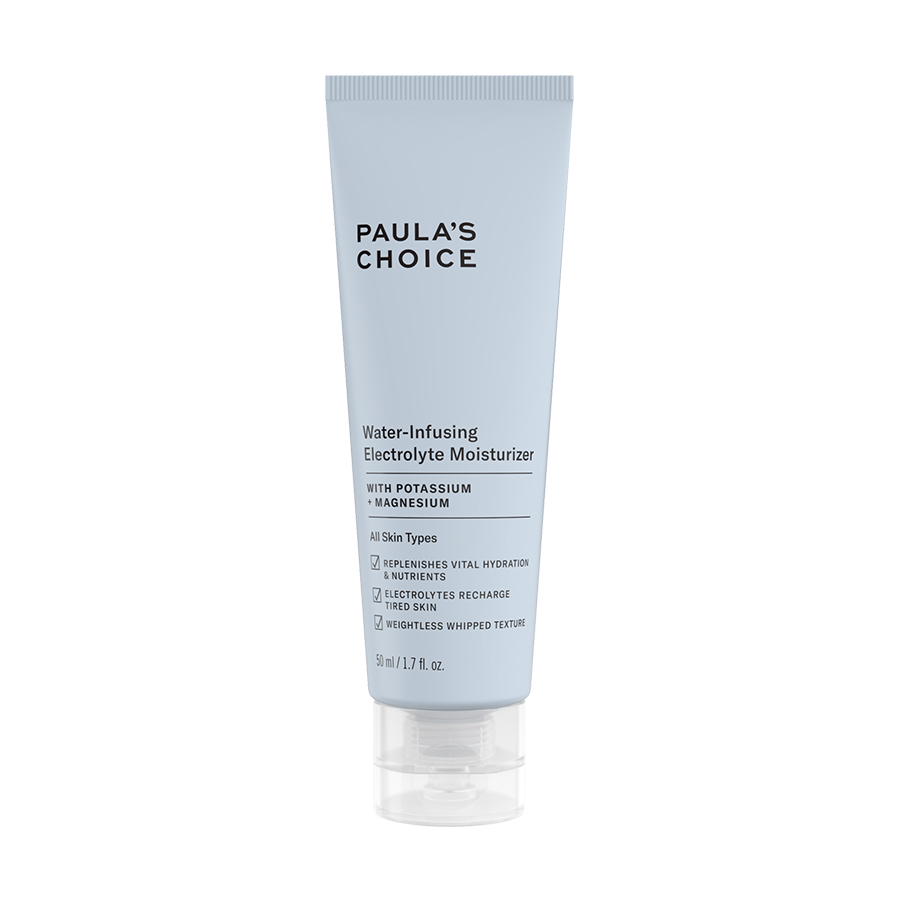 PAULA'S
CHOICE
Water-Infusing
Electrolyte Moisturizer
WITH POTASSIUM
+ MAGNESIUM
All Skin Types
REPLENISHES VITAL HYDRATION
& NUTRIENTS
ELECTROLYTES RECHARGE
TIRED SKIN
WEIGHTLESS WHIPPED TEXTURE
50 ml / 1.7 fl. oz.